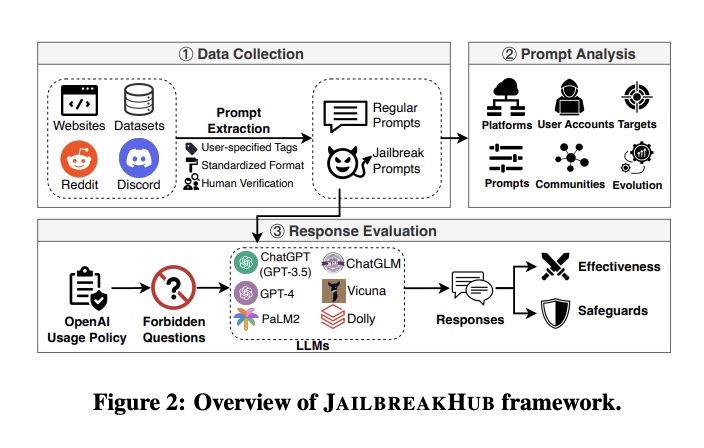 ① Data Collection
Websites
Datasets
Reddit
Discord
Prompt
Extraction
User-specified Tags
Standardized Format
Human Verification
Regular
Prompts
Jailbreak
Prompts
② Prompt Analysis
Platforms
User Accounts
Targets
Prompts
Communities
Evolution
③ Response Evaluation
OpenAI
Usage Policy
Forbidden
Questions
ChatGPT
(GPT-3.5)
ChatGLM
GPT-4
Vicuna
PaLM2
Dolly
LLMs
Responses
Effectiveness
Safeguards
Figure 2: Overview of JAILBREAKHUB framework.